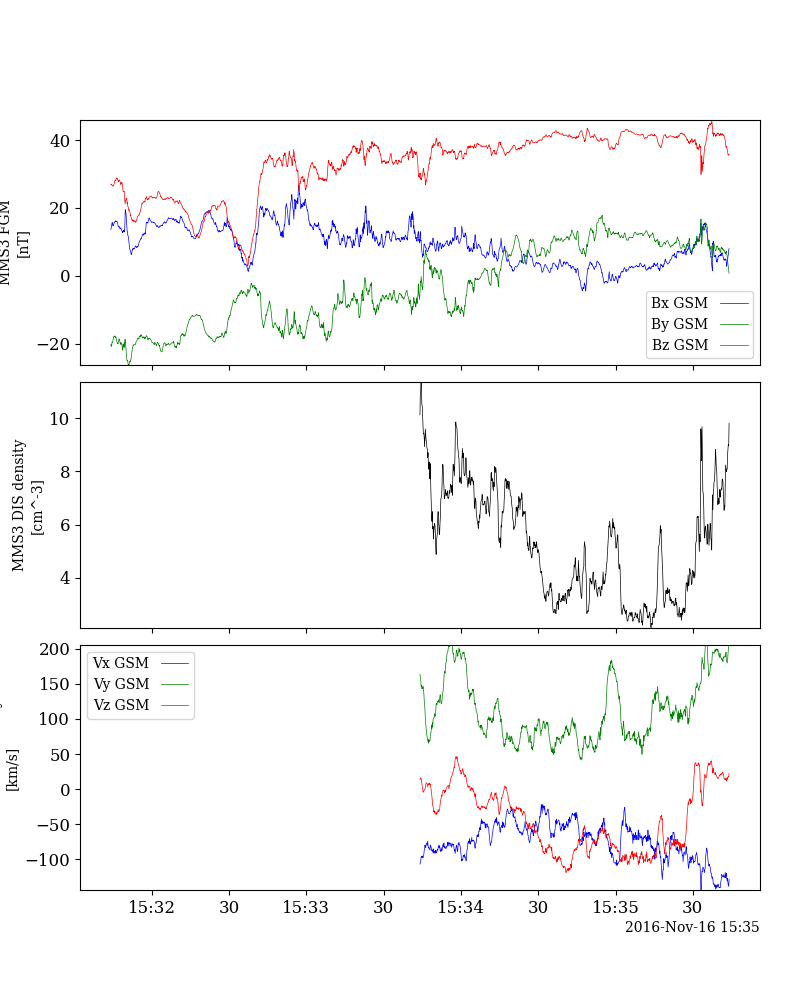 40
20
0
−20
MMS3 FGM
[nT]
Bx GSM
By GSM
Bz GSM
10
8
6
4
MMS3 DIS density
[cm^-3]
200
150
100
50
0
−50
−100
[km/s]
Vx GSM
Vy GSM
Vz GSM
15:32 30 15:33 30 15:34 30 15:35 30
2016-Nov-16 15:35